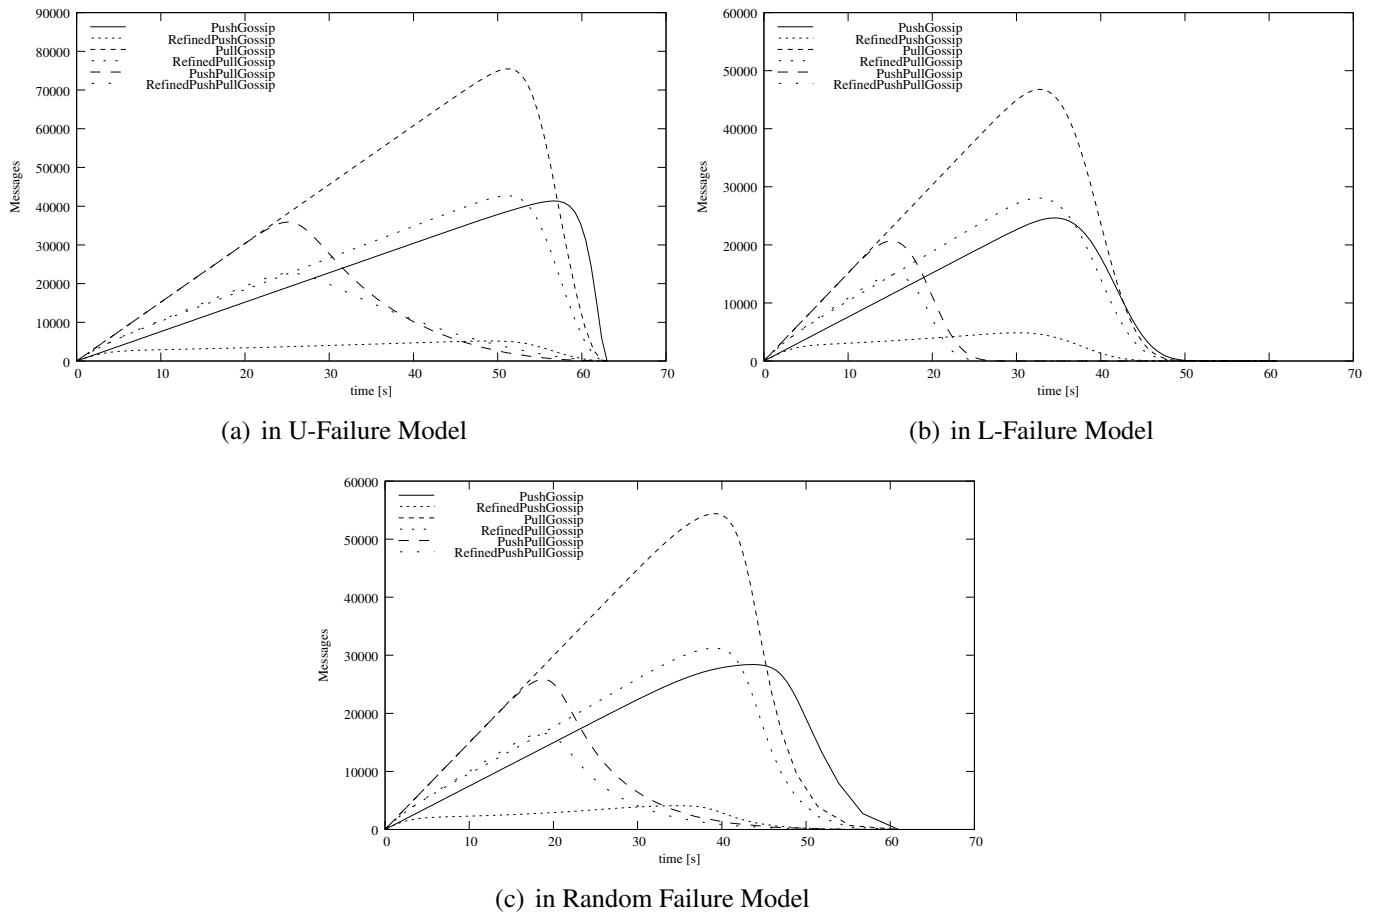 90000
80000
70000
60000
50000
40000
30000
20000
10000
0
Messages
PushGossip
RefinedPushGossip
PullGossip
RefinedPullGossip
PushPullGossip
RefinedPushPullGossip
0 10 20 30 40 50 60 70
time [s]
(a) in U-Failure Model
60000
50000
40000
30000
20000
10000
0
Messages
PushGossip
RefinedPushGossip
PullGossip
RefinedPullGossip
PushPullGossip
RefinedPushPullGossip
0 10 20 30 40 50 60 70
time [s]
(b) in L-Failure Model
60000
50000
40000
30000
20000
10000
0
Messages
PushGossip
RefinedPushGossip
PullGossip
RefinedPullGossip
PushPullGossip
RefinedPushPullGossip
0 10 20 30 40 50 60 70
time [s]
(c) in Random Failure Model